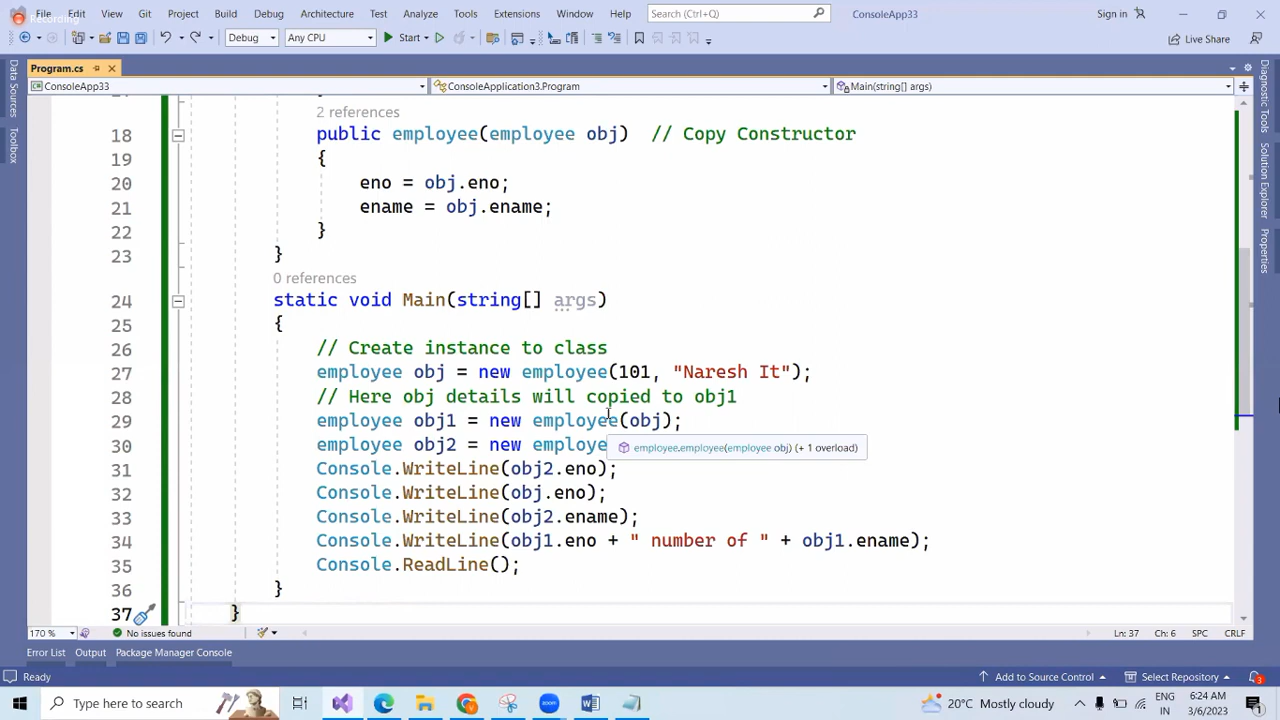 Recording
File Edit View Git Project Build Debug Architecture Test Analyze Tools Extensions Window Help Search (Ctrl+Q) ConsoleApp33 Sign in
Debug Any CPU Start Live Share
Program.cs
ConsoleApp33 ConsoleApplication3.Program Main(string[] args)
Data Sources
Toolbox
Diagnostic Tools
Solution Explorer
Properties
2 references
18 public employee(employee obj) // Copy Constructor
19 {
20 eno = obj.eno;
21 ename = obj.ename;
22 }
23 }
0 references
24 static void Main(string[] args)
25 {
26 // Create instance to class
27 employee obj = new employee(101, "Naresh It");
28 // Here obj details will copied to obj1
29 employee obj1 = new employee(obj);
30 employee obj2 = new employe
employee.employee(employee obj) (+ 1 overload)
31 Console.WriteLine(obj2.eno);
32 Console.WriteLine(obj.eno);
33 Console.WriteLine(obj2.ename);
34 Console.WriteLine(obj1.eno + " number of " + obj1.ename);
35 Console.ReadLine();
36 }
37 }
170 % No issues found Ln: 37 Ch: 6 SPC CRLF
Error List Output Package Manager Console
Ready Add to Source Control Select Repository 3
Type here to search zoom 20°C Mostly cloudy ENG 6:24 AM
IN 3/6/2023 1